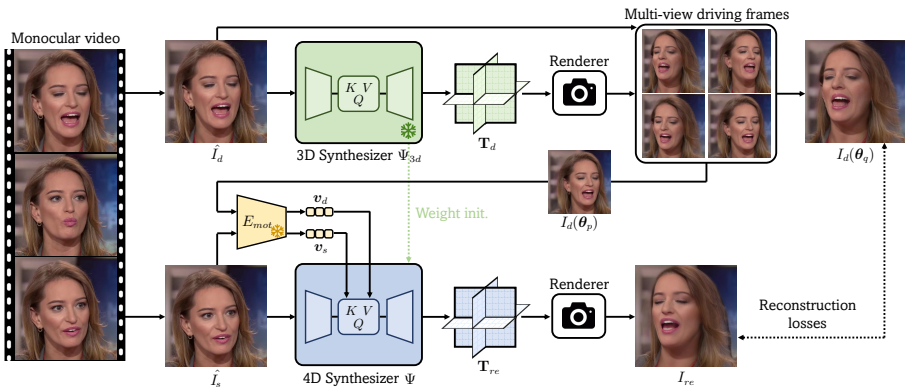 Monocular video
Multi-view driving frames
Renderer
K V
Q
Î_d
3D Synthesizer Ψ_3d
T_d
I_d(θ_q)
I_d(θ_p)
v_d
E_mot
v_s
Weight init.
Renderer
K V
Q
Reconstruction
losses
Î_s
4D Synthesizer Ψ
T_re
I_re